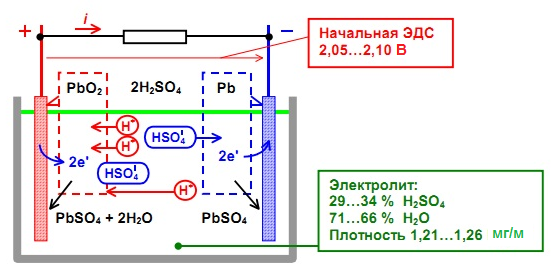 +
i
−
Начальная ЭДС
2,05...2,10 В
PbO₂
2H₂SO₄
Pb
H⁺
HSO₄'
H⁺
2e'
2e'
HSO₄'
H⁺
PbSO₄ + 2H₂O
PbSO₄
Электролит:
29...34 % H₂SO₄
71...66 % H₂O
Плотность 1,21...1,26 мг/м